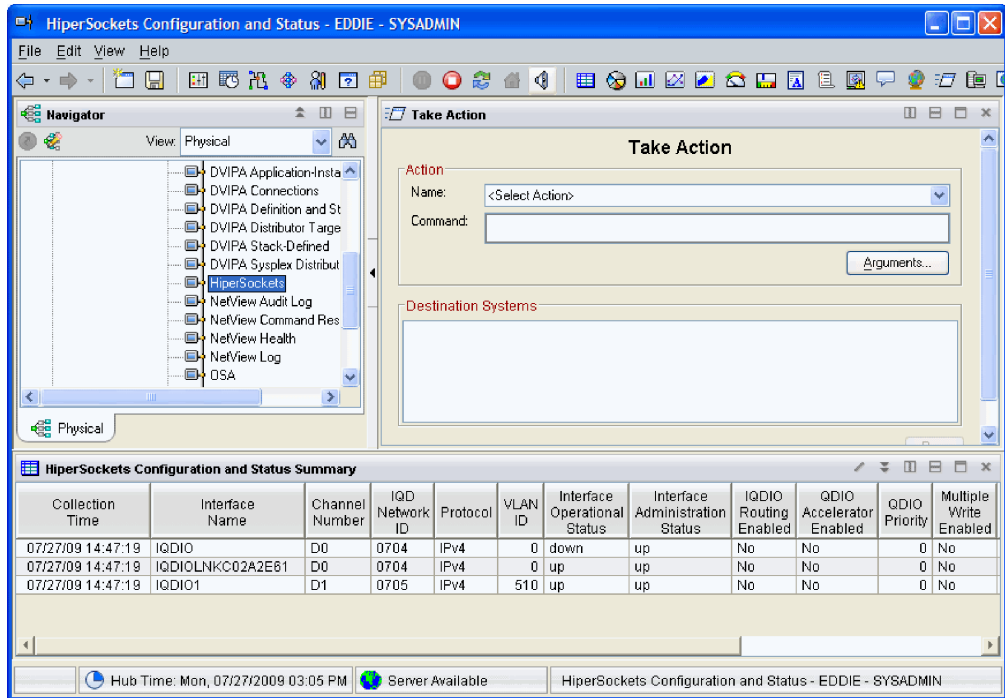 HiperSockets Configuration and Status - EDDIE - SYSADMIN
File Edit View Help
Navigator
View: Physical
DVIPA Application-Insta
DVIPA Connections
DVIPA Definition and St
DVIPA Distributor Targe
DVIPA Stack-Defined
DVIPA Sysplex Distribut
HiperSockets
NetView Audit Log
NetView Command Res
NetView Health
NetView Log
OSA
Physical
Take Action
Take Action
Action
Name: <Select Action>
Command:
Arguments...
Destination Systems
HiperSockets Configuration and Status Summary
Collection Time Interface Name Channel Number IQD Network ID Protocol VLAN ID Interface Operational Status Interface Administration Status IQDIO Routing Enabled QDIO Accelerator Enabled QDIO Priority Multiple Write Enabled
07/27/09 14:47:19 IQDIO D0 0704 IPv4 0 down up No No 0 No
07/27/09 14:47:19 IQDIOLNKC02A2E61 D0 0704 IPv4 0 up up No No 0 No
07/27/09 14:47:19 IQDIO1 D1 0705 IPv4 510 up up No No 0 No
Hub Time: Mon, 07/27/2009 03:05 PM Server Available HiperSockets Configuration and Status - EDDIE - SYSADMIN